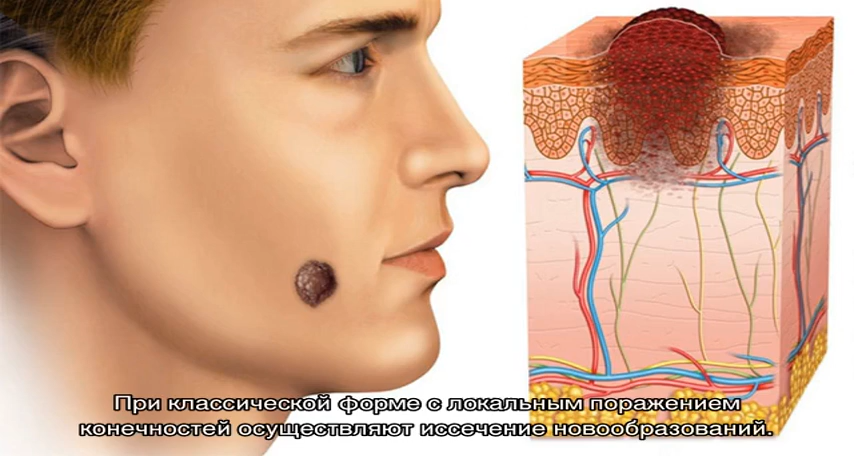 При классической форме с локальным поражением
конечностей осуществляют иссечение новообразований.